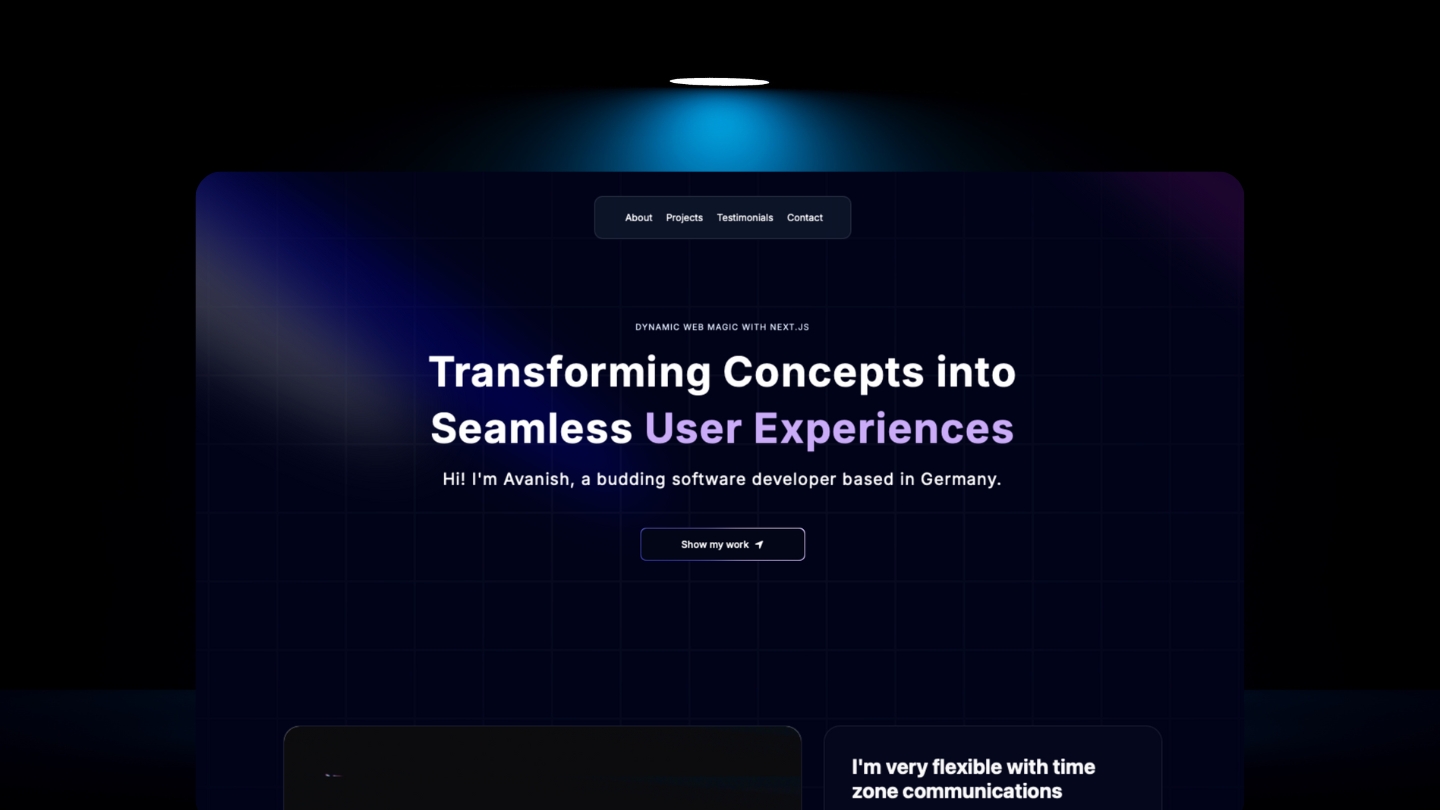 About Projects Testimonials Contact
DYNAMIC WEB MAGIC WITH NEXT.JS
Transforming Concepts into
Seamless User Experiences
Hi! I'm Avanish, a budding software developer based in Germany.
Show my work
I'm very flexible with time
zone communications